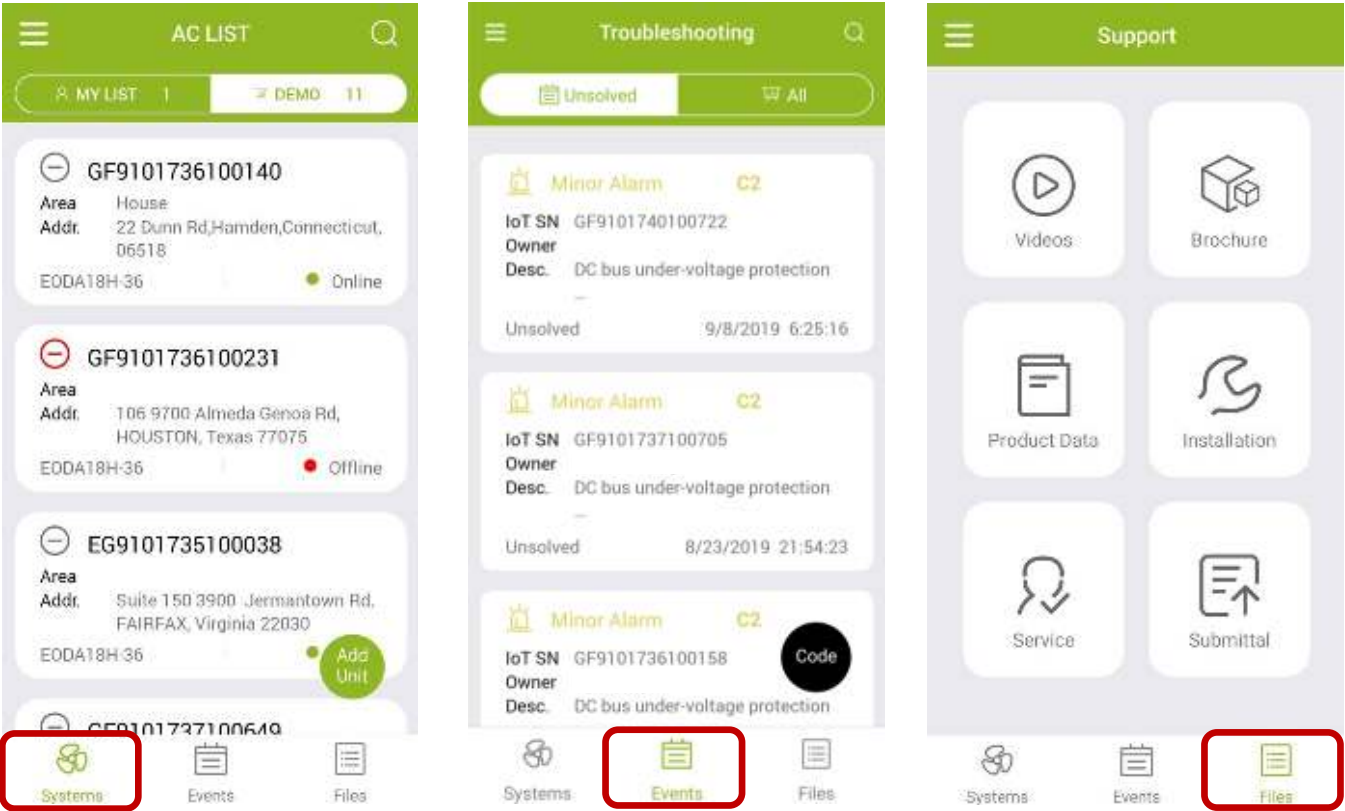 AC LIST
MY LIST 1
DEMO 11
GF9101736100140
Area House
Addr. 22 Dunn Rd,Hamden,Connecticut,
06518
EODA18H-36 Online
GF9101736100231
Area
Addr. 106 9700 Almeda Genoa Rd,
HOUSTON, Texas 77075
EODA18H-36 Offline
EG9101735100038
Area
Addr. Suite 150 3900 Jermantown Rd.
FAIRFAX, Virginia 22030
EODA18H-36
Add
Unit
GF9101737100649
Systems Events Files
Troubleshooting
Unsolved All
Minor Alarm C2
IoT SN GF9101740100722
Owner
Desc. DC bus under-voltage protection
...
Unsolved 9/8/2019 6:25:16
Minor Alarm C2
IoT SN GF9101737100705
Owner
Desc. DC bus under-voltage protection
...
Unsolved 8/23/2019 21:54:23
Minor Alarm C2
IoT SN GF9101736100158
Owner
Desc. DC bus under-voltage protection
Code
Systems Events Files
Support
Videos Brochure
Product Data Installation
Service Submittal
Systems Events Files